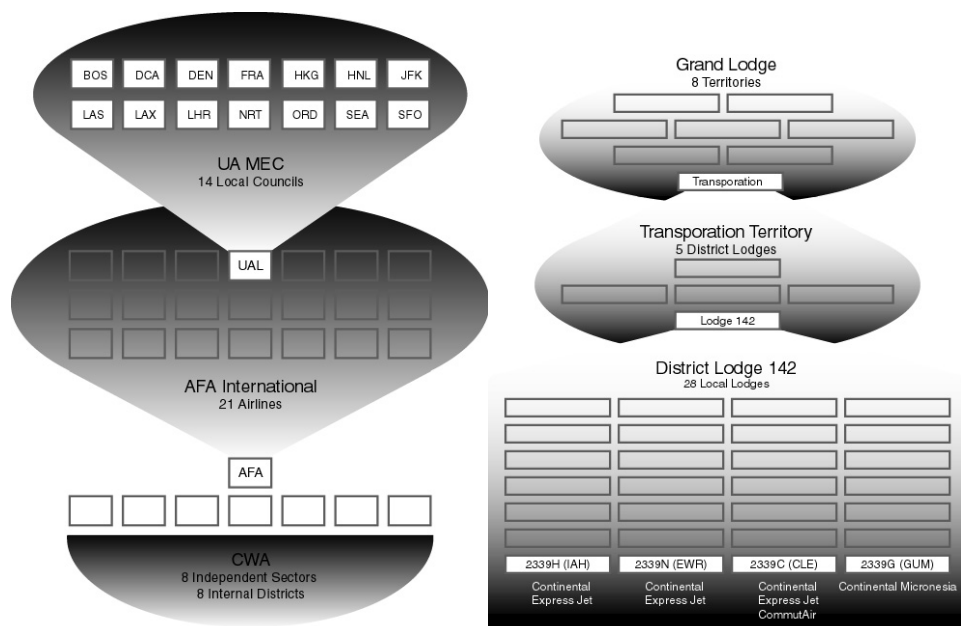 BOS DCA DEN FRA HKG HNL JFK
LAS LAX LHR NRT ORD SEA SFO
UA MEC
14 Local Councils
UAL
AFA International
21 Airlines
AFA
CWA
8 Independent Sectors
8 Internal Districts
Grand Lodge
8 Territories
Transporation
Transporation Territory
5 District Lodges
Lodge 142
District Lodge 142
28 Local Lodges
2339H (IAH) 2339N (EWR) 2339C (CLE) 2339G (GUM)
Continental Continental Continental Continental Micronesia
Express Jet Express Jet Express Jet
CommutAir